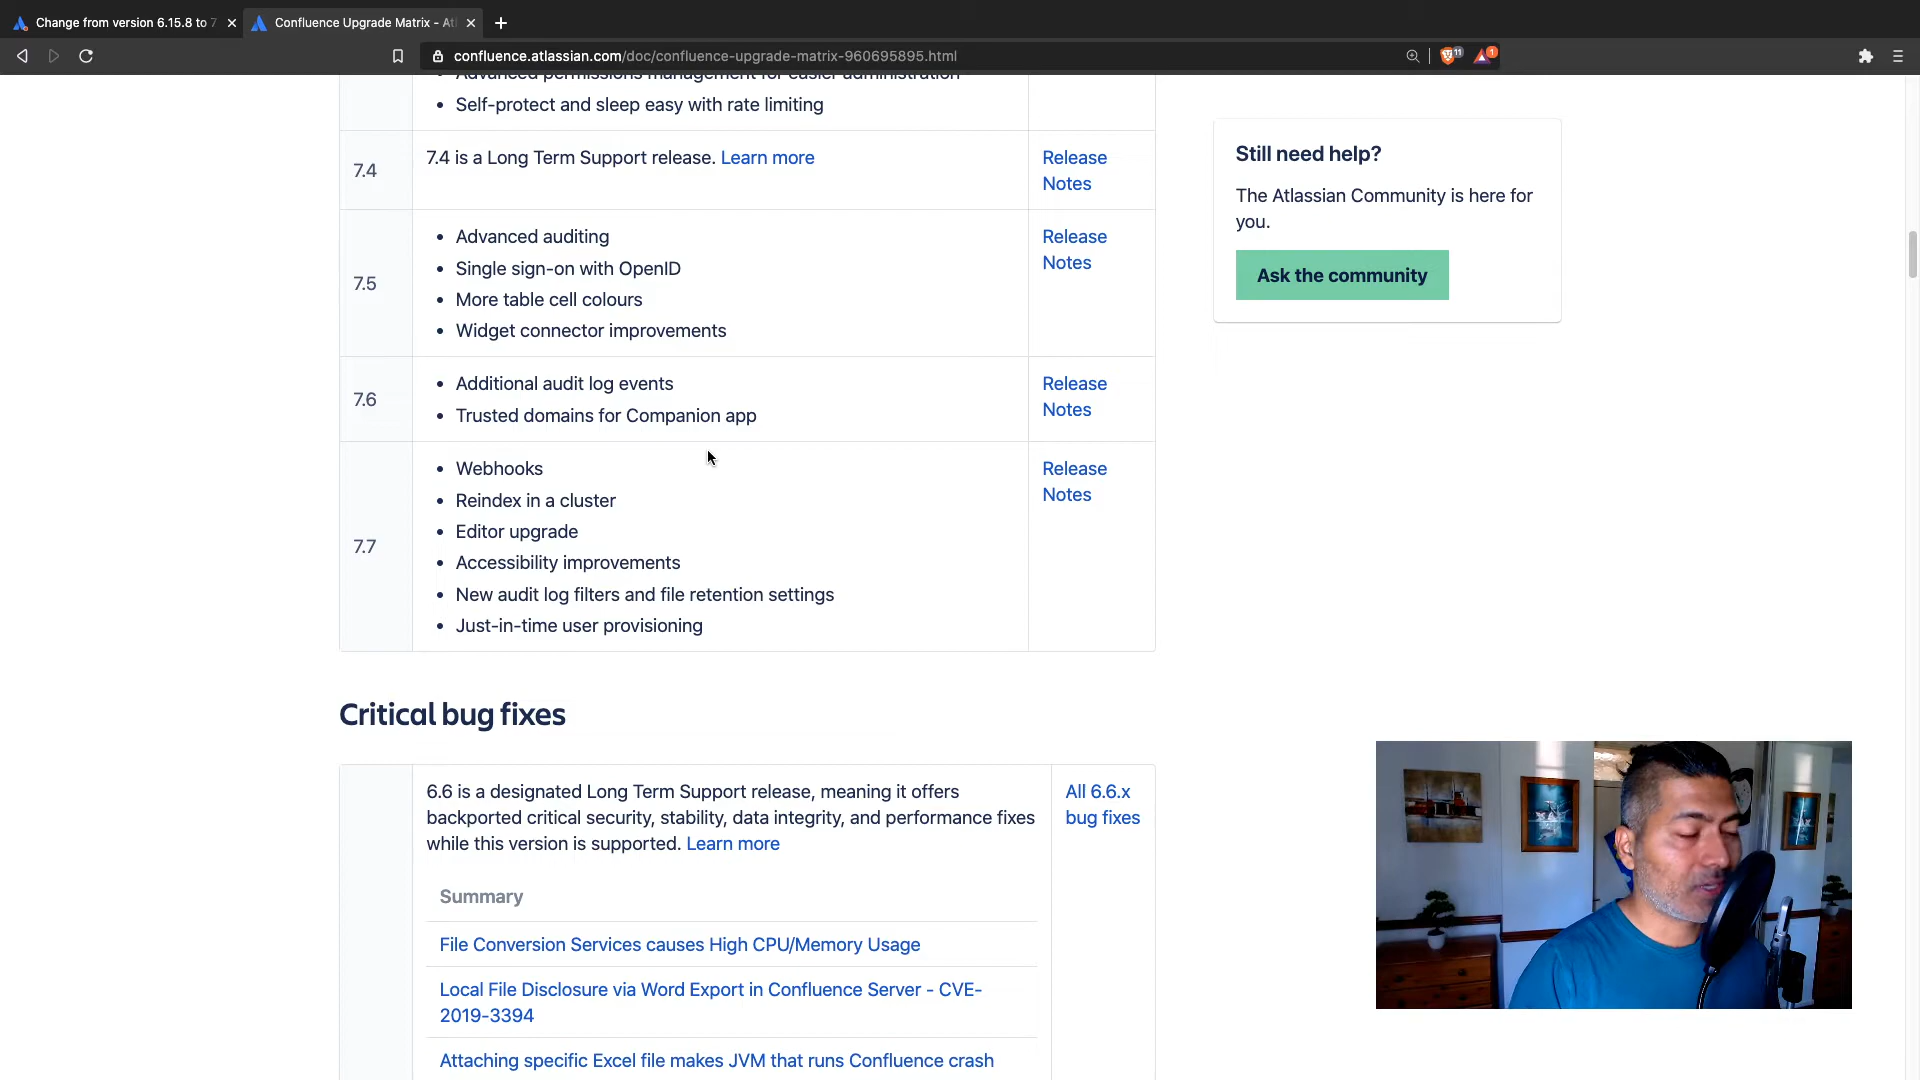 Change from version 6.15.8 to 7
Confluence Upgrade Matrix - Atl
confluence.atlassian.com/doc/confluence-upgrade-matrix-960695895.html
11
1
Advanced permissions management for easier administration
• Self-protect and sleep easy with rate limiting
7.4
7.4 is a Long Term Support release. Learn more
Release
Notes
7.5
• Advanced auditing
• Single sign-on with OpenID
• More table cell colours
• Widget connector improvements
Release
Notes
7.6
• Additional audit log events
• Trusted domains for Companion app
Release
Notes
7.7
• Webhooks
• Reindex in a cluster
• Editor upgrade
• Accessibility improvements
• New audit log filters and file retention settings
• Just-in-time user provisioning
Release
Notes
Still need help?
The Atlassian Community is here for
you.
Ask the community
Critical bug fixes
6.6 is a designated Long Term Support release, meaning it offers
backported critical security, stability, data integrity, and performance fixes
while this version is supported. Learn more
All 6.6.x
bug fixes
Summary
File Conversion Services causes High CPU/Memory Usage
Local File Disclosure via Word Export in Confluence Server - CVE-
2019-3394
Attaching specific Excel file makes JVM that runs Confluence crash